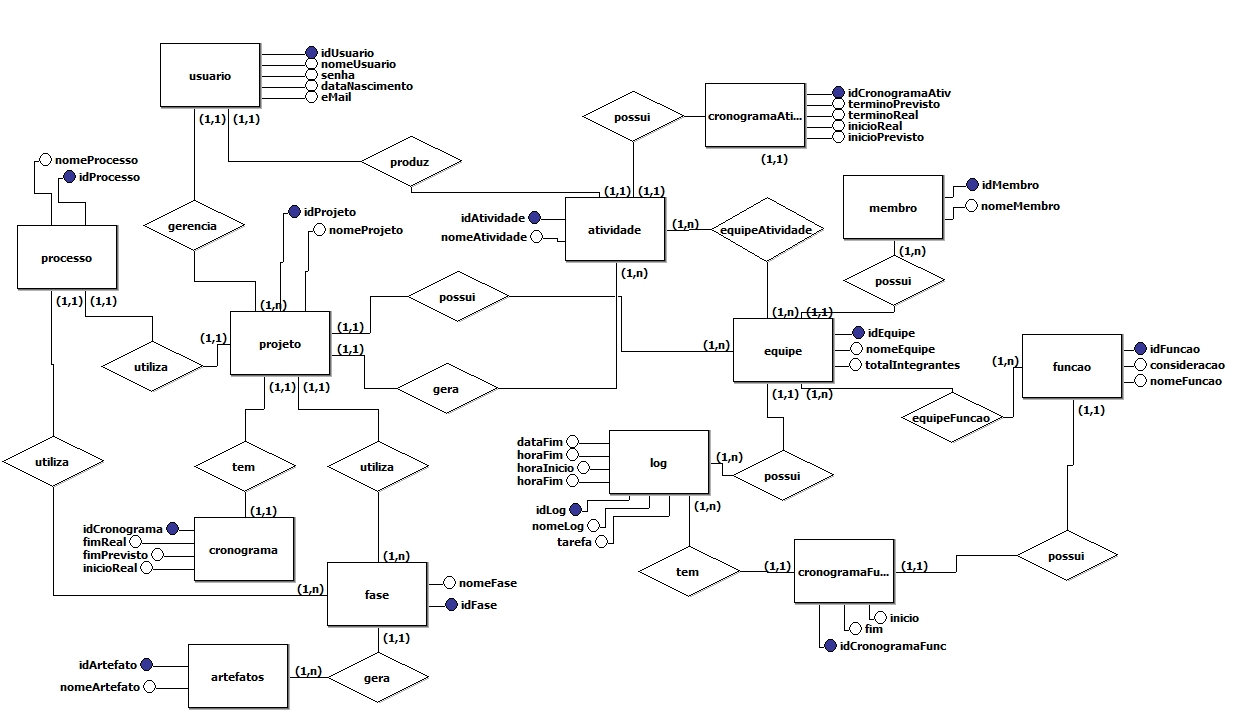 usuario
idUsuario
nomeUsuario
senha
dataNascimento
eMail
(1,1) (1,1)
possui
cronogramaAti...
idCronogramaAtiv
terminoPrevisto
terminoReal
inicioReal
inicioPrevisto
(1,1)
produz
nomeProcesso
idProcesso
processo
(1,1) (1,1)
gerencia
idProjeto
nomeProjeto
(1,1) (1,1)
idAtividade
nomeAtividade
atividade
(1,n)
(1,n)
equipeAtividade
membro
idMembro
nomeMembro
(1,n)
possui
possui
(1,n)
projeto
(1,1)
(1,1)
(1,1)
(1,1) (1,1)
utiliza
gera
(1,n) (1,1)
(1,n)
equipe
idEquipe
nomeEquipe
totalIntegrantes
(1,1) (1,n)
(1,n)
funcao
idFuncao
consideracao
nomeFuncao
(1,1)
equipeFuncao
utiliza
tem
utiliza
dataFim
horaFim
horaInicio
horaFim
log
(1,n)
possui
idLog
nomeLog
tarefa
(1,n)
idCronograma
fimReal
fimPrevisto
inicioReal
(1,1)
cronograma
(1,n)
(1,n)
fase
nomeFase
idFase
(1,1)
tem
(1,1)
cronogramaFu...
(1,1)
possui
inicio
fim
idCronogramaFunc
idArtefato
nomeArtefato
artefatos
(1,n)
gera